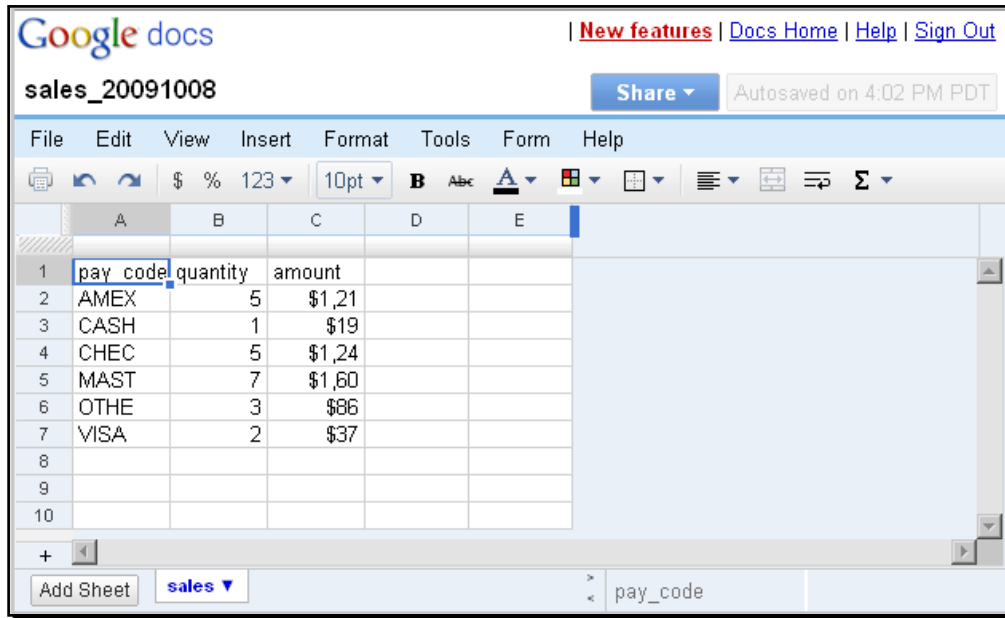 Google docs | New features | Docs Home | Help | Sign Out
sales_20091008 Share Autosaved on 4:02 PM PDT
File Edit View Insert Format Tools Form Help
$ % 123 10pt B Abc A Σ
A B C D E
1 pay_code quantity amount
2 AMEX 5 $1,21
3 CASH 1 $19
4 CHEC 5 $1,24
5 MAST 7 $1,60
6 OTHE 3 $86
7 VISA 2 $37
8
9
10
+
Add Sheet sales > < pay_code